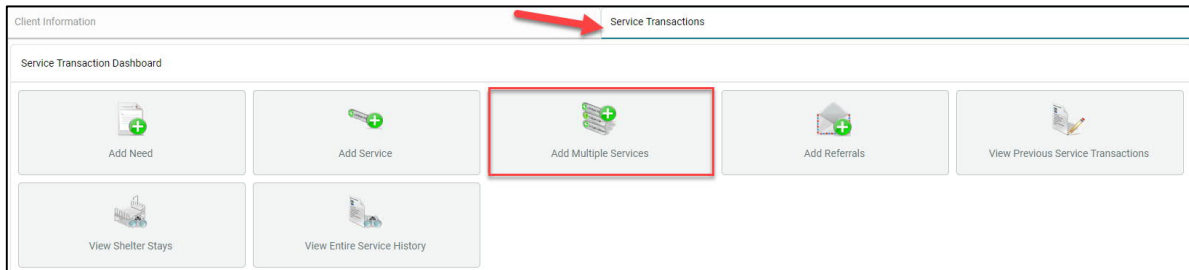 Client Information
Service Transactions
Service Transaction Dashboard
Add Need
Add Service
Add Multiple Services
Add Referrals
View Previous Service Transactions
View Shelter Stays
View Entire Service History